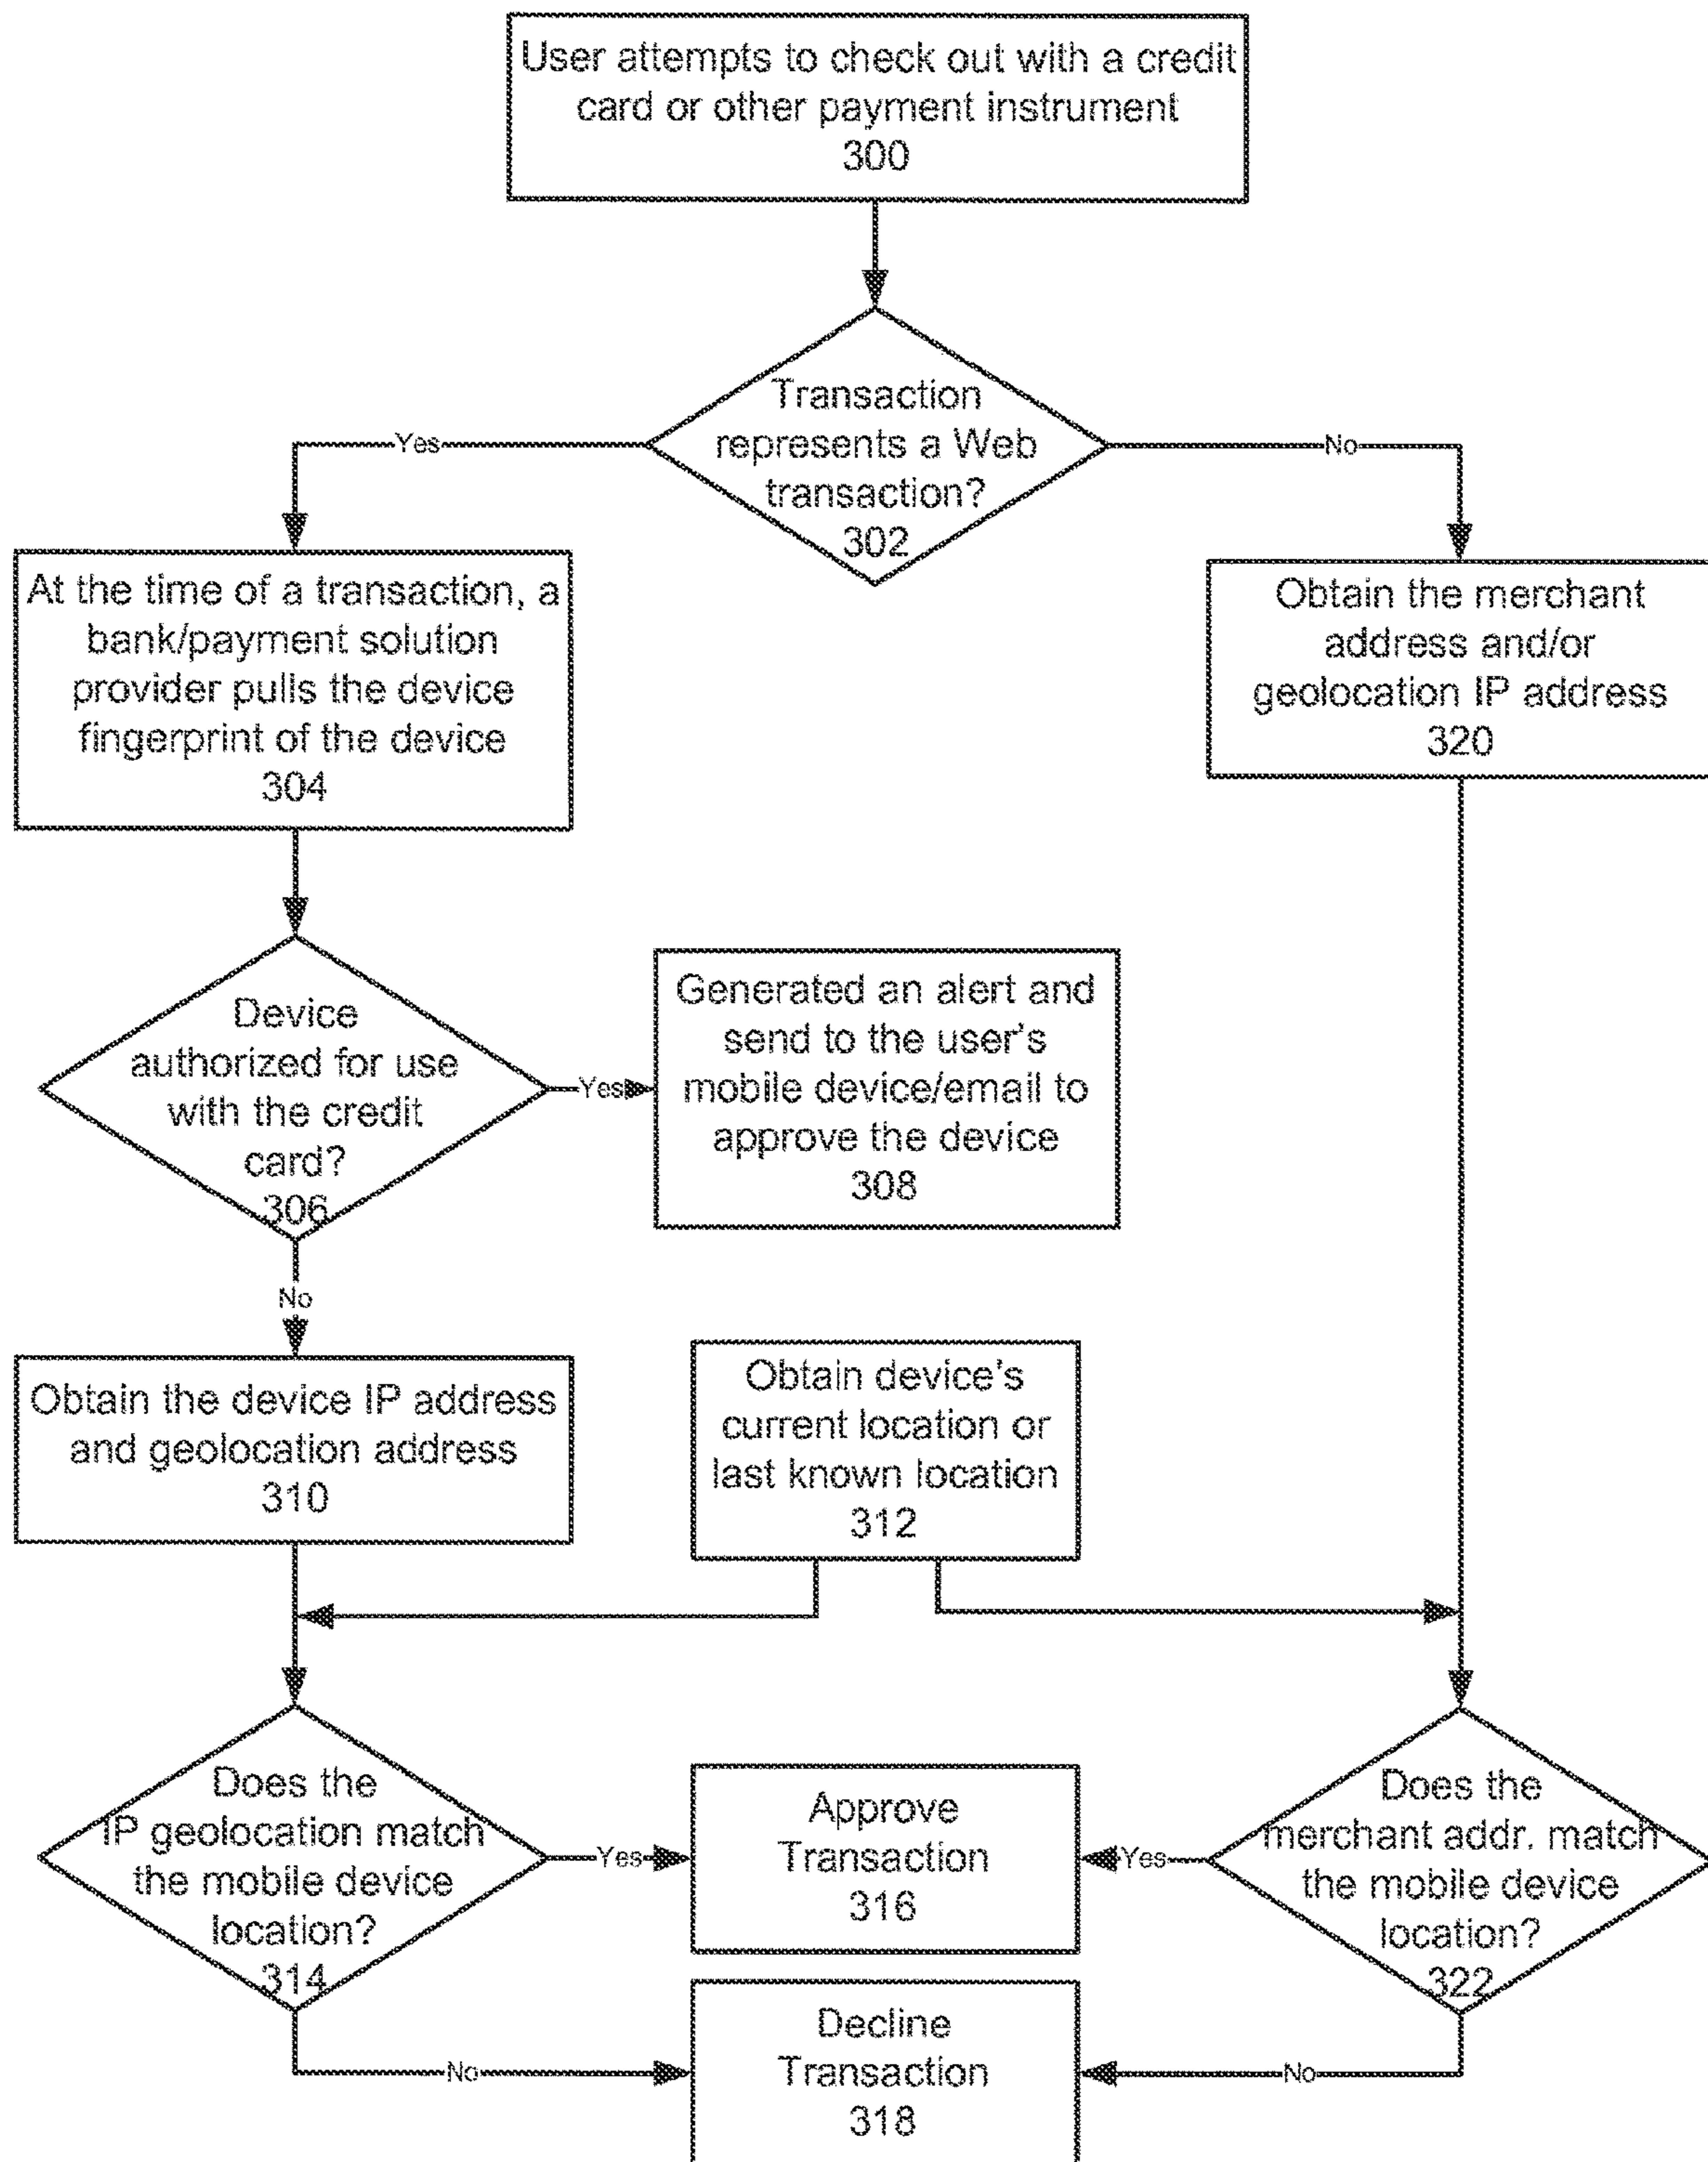 User attempts to check out with a credit
card or other payment instrument
300
Transaction
represents a Web
transaction?
302
Yes
No
At the time of a transaction, a
bank/payment solution
provider pulls the device
fingerprint of the device
304
Obtain the merchant
address and/or
geolocation IP address
320
Device
authorized for use
with the credit
card?
306
Yes
Generated an alert and
send to the user's
mobile device/email to
approve the device
308
No
Obtain the device IP address
and geolocation address
310
Obtain device's
current location or
last known location
312
Does the
IP geolocation match
the mobile device
location?
314
Yes
Approve
Transaction
316
Yes
Does the
merchant addr. match
the mobile device
location?
322
No
Decline
Transaction
318
No